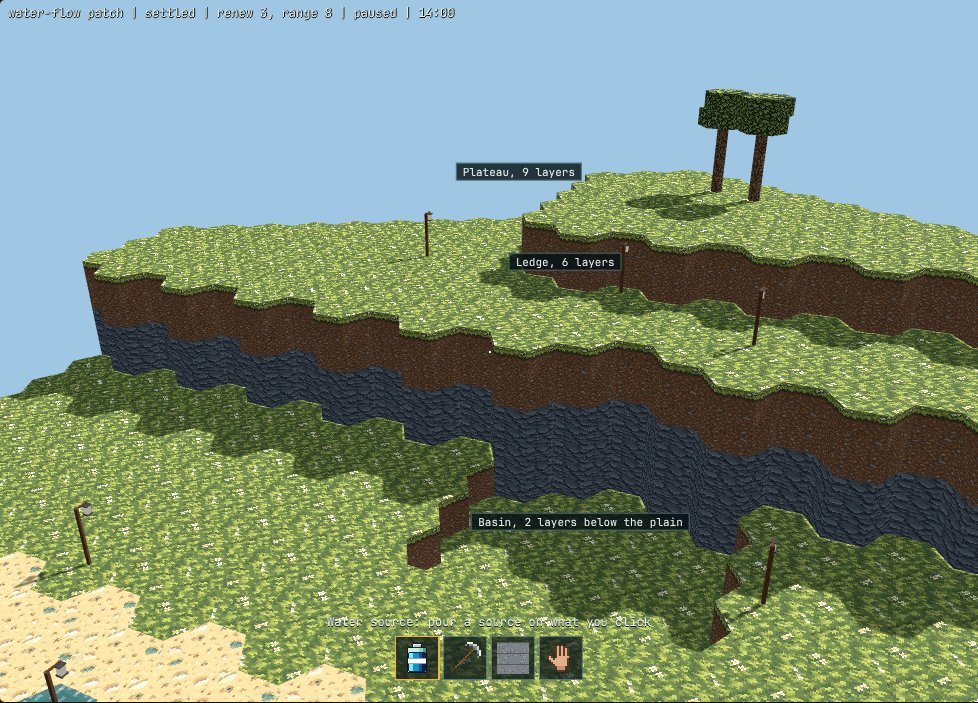 water-flow patch | settled | renew 3, range 8 | paused | 14:00
Plateau, 9 layers
Ledge, 6 layers
Basin, 2 layers below the plain
Water source: pour a source on what you click